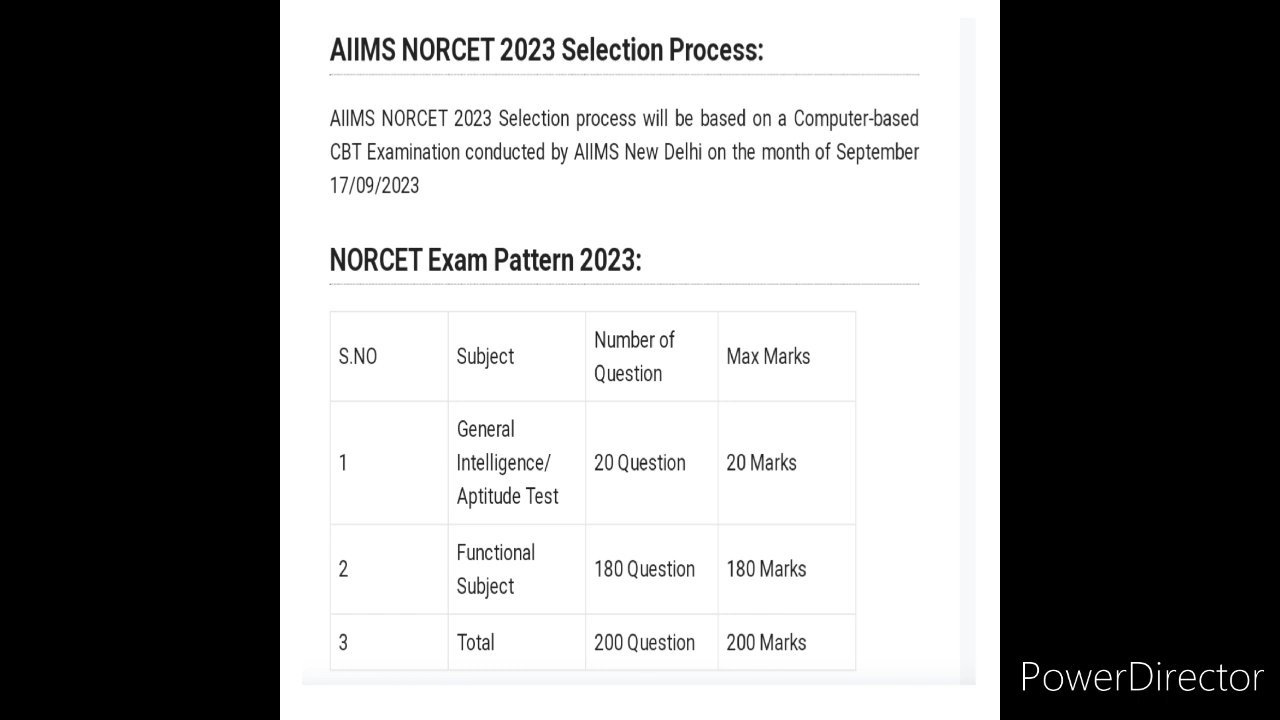 AIIMS NORCET 2023 Selection Process:
AIIMS NORCET 2023 Selection process will be based on a Computer-based
CBT Examination conducted by AIIMS New Delhi on the month of September
17/09/2023
NORCET Exam Pattern 2023:
S.NO
Subject
Number of
Question
Max Marks
1
General
Intelligence/
Aptitude Test
20 Question
20 Marks
2
Functional
Subject
180 Question
180 Marks
3
Total
200 Question
200 Marks
PowerDirector